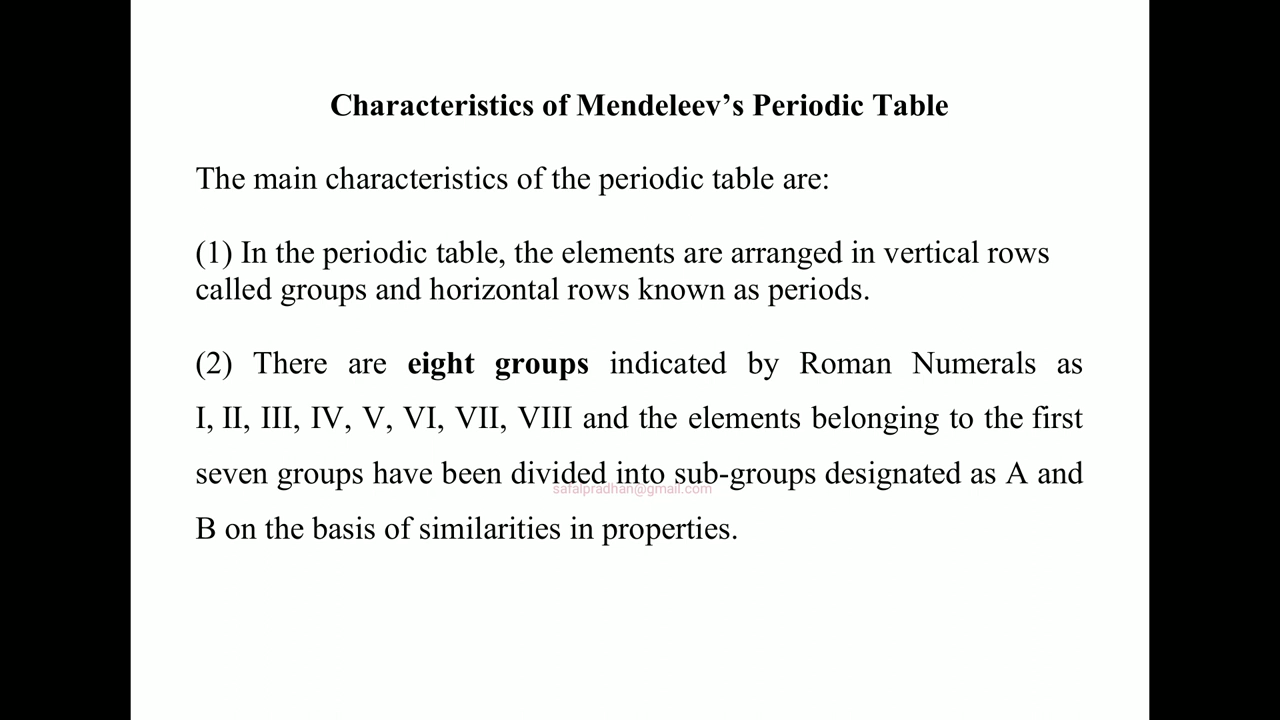 Characteristics of Mendeleev’s Periodic Table
The main characteristics of the periodic table are:
(1) In the periodic table, the elements are arranged in vertical rows
called groups and horizontal rows known as periods.
(2) There are eight groups indicated by Roman Numerals as
I, II, III, IV, V, VI, VII, VIII and the elements belonging to the first
seven groups have been divided into sub-groups designated as A and
safalpradhan@gmail.com
B on the basis of similarities in properties.